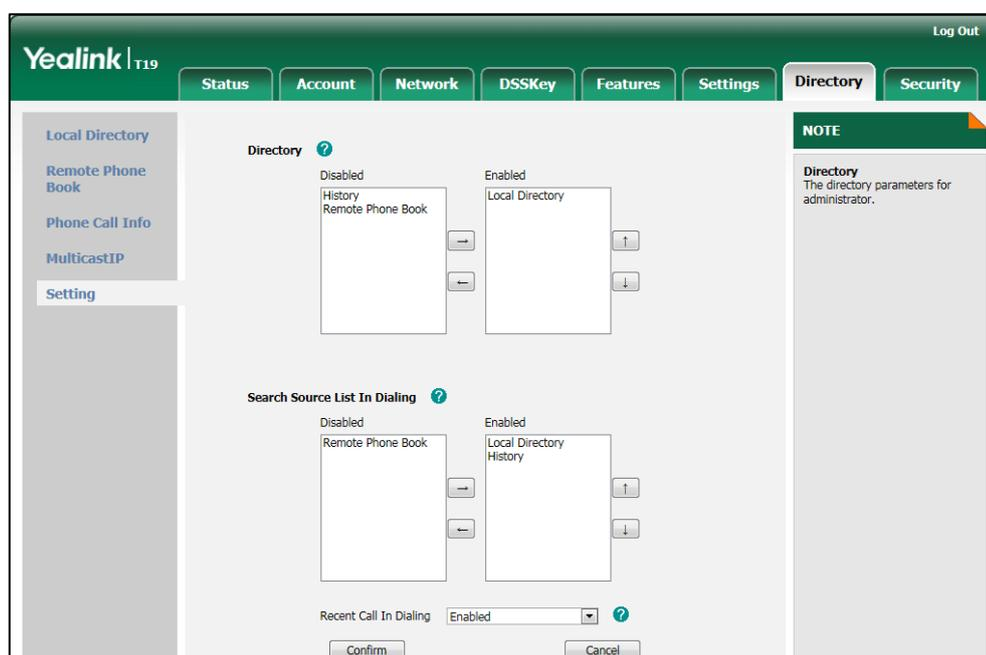 Log Out
Yealink | T19
Status Account Network DSSKey Features Settings Directory Security
Local Directory
Remote Phone
Book
Phone Call Info
MulticastIP
Setting
Directory ?
Disabled Enabled
History
Remote Phone Book
Local Directory
→
←
↑
↓
Search Source List In Dialing ?
Disabled Enabled
Remote Phone Book
Local Directory
History
→
←
↑
↓
Recent Call In Dialing Enabled ?
Confirm Cancel
NOTE
Directory
The directory parameters for
administrator.